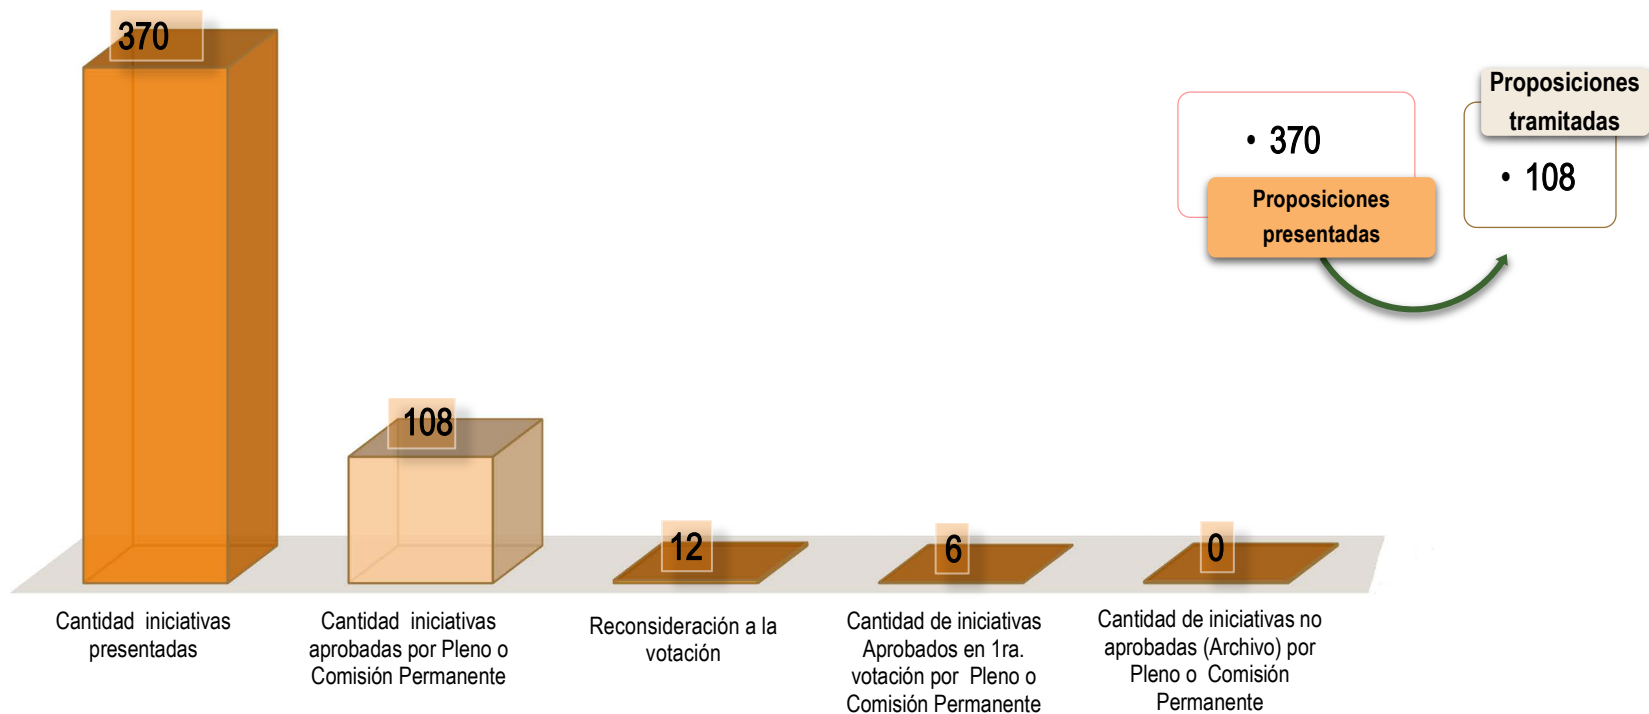 370
108
12
6
0
Cantidad iniciativas
presentadas
Cantidad iniciativas
aprobadas por Pleno o
Comisión Permanente
Reconsideración a la
votación
Cantidad de iniciativas
Aprobados en 1ra.
votación por Pleno o
Comisión Permanente
Cantidad de iniciativas no
aprobadas (Archivo) por
Pleno o Comisión
Permanente
• 370
Proposiciones
presentadas
Proposiciones
tramitadas
• 108